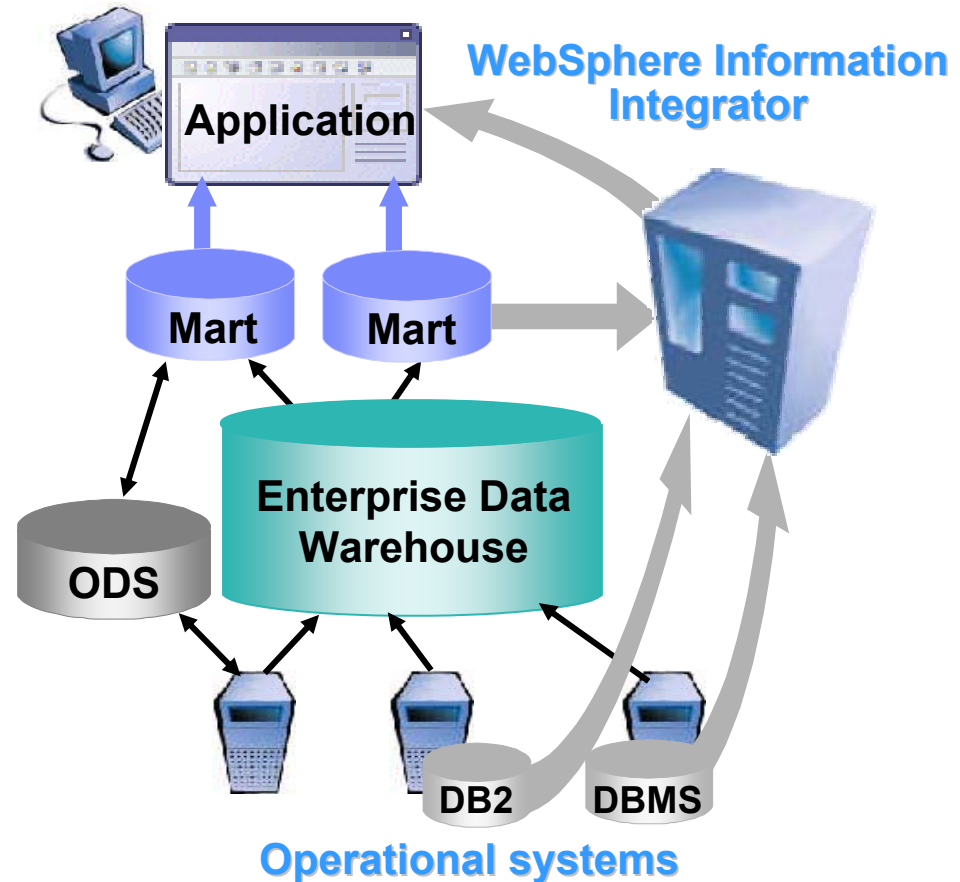 WebSphere Information
Integrator
Application
Mart
Mart
Enterprise Data
Warehouse
ODS
DB2
DBMS
Operational systems